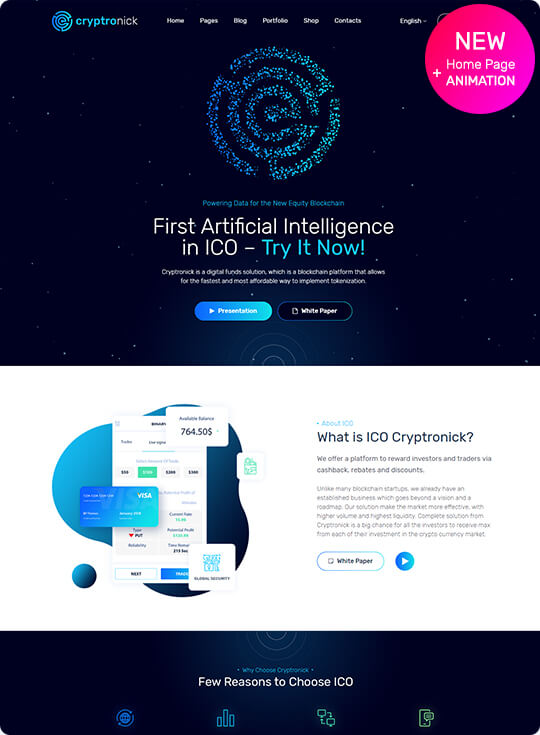 cryptronick
Home Pages Blog Portfolio Shop Contacts
English
NEW
+ Home Page
ANIMATION
Powering Data for the New Equity Blockchain
First Artificial Intelligence
in ICO – Try It Now!
Cryptronick is a digital funds solution, which is a blockchain platform that allows
for the fastest and most affordable way to implement tokenization.
Presentation
White Paper
Available Balance
764.50$
BINARY
Trades
Use signa
$50 $100 $200 $300
VISA
January 2020
Current Rate
Type
PUT
Potential Profit
$130.99
Reliability
Time Remai
215 Sec
NEXT
TRADE
GLOBAL SECURITY
About ICO
What is ICO Cryptronick?
We offer a platform to reward investors and traders via
cashback, rebates and discounts.
Unlike many blockchain startups, we already have an
established business which goes beyond a vision and a
roadmap. Our solution make the market more effective, with
higher volume and highest liquidity. Complete solution from
Cryptronick is a big chance for all the investors to receive max
from each of their investment in the crypto currency market.
White Paper
Why Choose Cryptronick
Few Reasons to Choose ICO